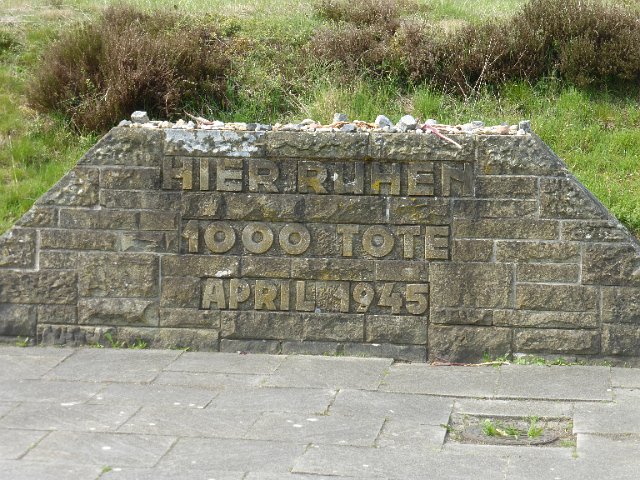 HIER RUHEN
1000 TOTE
APRIL 1945